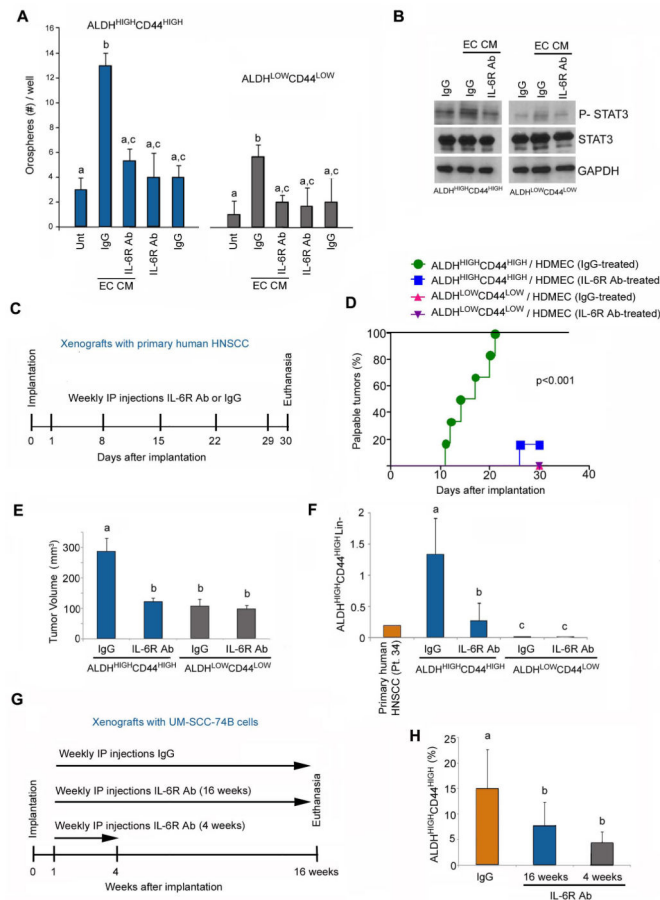 A
ALDHHIGHCD44HIGH
ALDHLOWCD44LOW
Orospheres (#) / well
16
14
12
10
8
6
4
2
0
a
b
a,c
a,c
a,c
a
b
a,c
a,c
a,c
Unt
IgG
IL-6R Ab
IL-6R Ab
IgG
EC CM
Unt
IgG
IL-6R Ab
IL-6R Ab
IgG
EC CM
B
EC CM
EC CM
IgG
IgG
IL-6R Ab
IgG
IgG
IL-6R Ab
P- STAT3
STAT3
GAPDH
ALDHHIGHCD44HIGH
ALDHLOWCD44LOW
C
Xenografts with primary human HNSCC
Implantation
Weekly IP injections IL-6R Ab or IgG
Euthanasia
0 1 8 15 22 29 30
Days after implantation
ALDHHIGHCD44HIGH / HDMEC (IgG-treated)
ALDHHIGHCD44HIGH / HDMEC (IL-6R Ab-treated)
ALDHLOWCD44LOW / HDMEC (IgG-treated)
ALDHLOWCD44LOW / HDMEC (IL-6R Ab-treated)
D
Palpable tumors (%)
100
80
60
40
20
p<0.001
0 10 20 30 40
Days after implantation
E
Tumor Volume (mm3)
300
200
100
0
a
b
b
b
IgG
IL-6R Ab
IgG
IL-6R Ab
ALDHHIGHCD44HIGH
ALDHLOWCD44LOW
F
ALDHHIGHCD44HIGHLin-
2
1.5
1
0.5
0
a
b
c
c
Primary human
HNSCC (Pt. 34)
IgG
IL-6R Ab
IgG
IL-6R Ab
ALDHHIGHCD44HIGH
ALDHLOWCD44LOW
G
Xenografts with UM-SCC-74B cells
Implantation
Weekly IP injections IgG
Weekly IP injections IL-6R Ab (16 weeks)
Weekly IP injections IL-6R Ab (4 weeks)
Euthanasia
0 1 4 16 weeks
Weeks after implantation
H
ALDHHIGHCD44HIGH (%)
25
20
15
10
5
0
a
b
b
IgG
16 weeks
4 weeks
IL-6R Ab